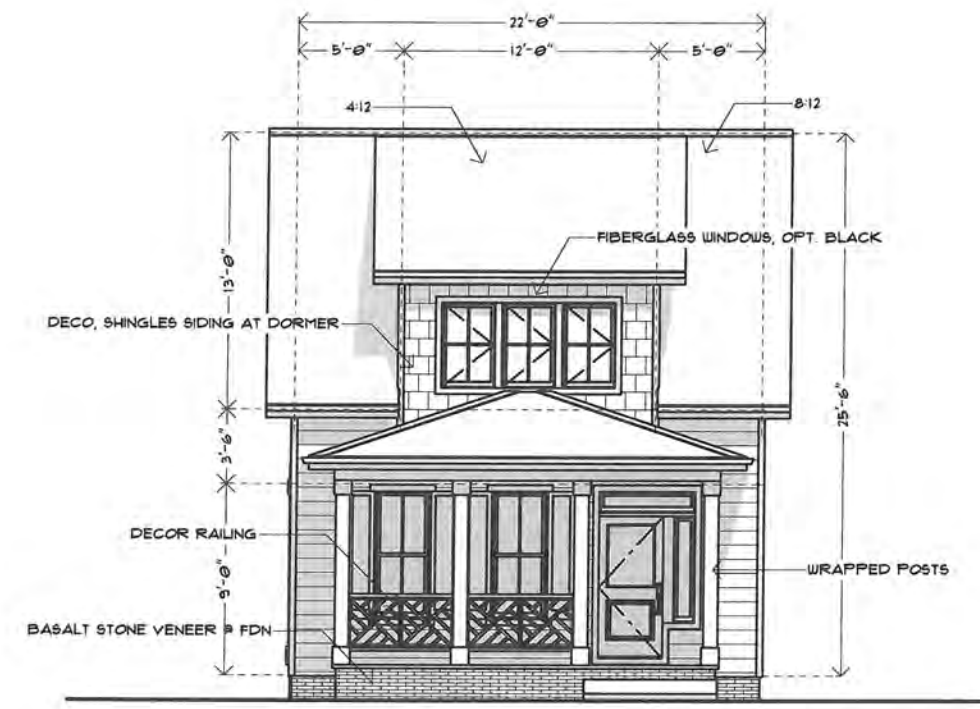 22'-0"
5'-0" 12'-0" 5'-0"
4:12 8:12
FIBERGLASS WINDOWS, OPT. BLACK
13'-0"
DECO, SHINGLES SIDING AT DORMER
25'-6"
3'-6"
DECOR RAILING
WRAPPED POSTS
9'-0"
BASALT STONE VENEER @ FDN